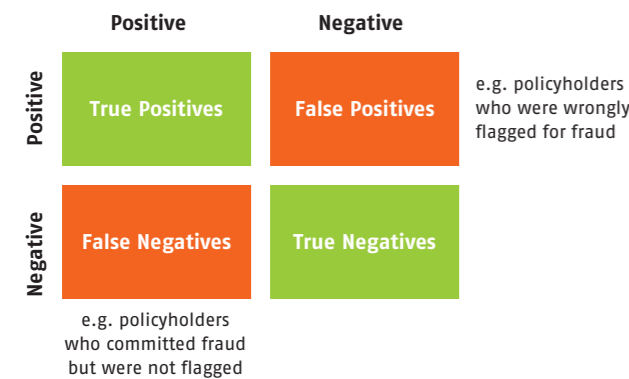 Positive Negative
Positive
True Positives False Positives
e.g. policyholders
who were wrongly
flagged for fraud
Negative
False Negatives True Negatives
e.g. policyholders
who committed fraud
but were not flagged